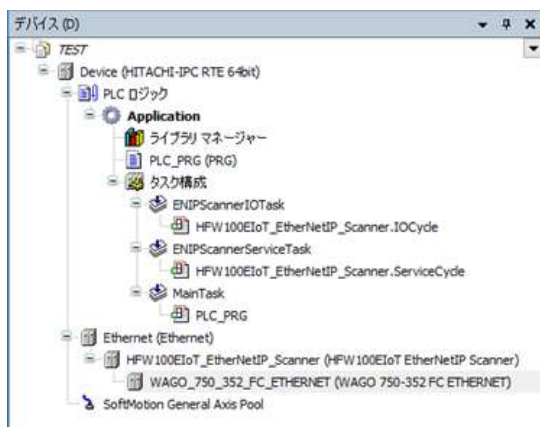 デバイス (D)
TEST
Device (HITACHI-IPC RTE 64bit)
PLC ロジック
Application
ライブラリ マネージャー
PLC_PRG (PRG)
タスク構成
ENIPScannerIOTask
HFW100EIoT_EtherNetIP_Scanner.IOCycle
ENIPScannerServiceTask
HFW100EIoT_EtherNetIP_Scanner.ServiceCycle
MainTask
PLC_PRG
Ethernet (Ethernet)
HFW100EIoT_EtherNetIP_Scanner (HFW100EIoT EtherNetIP Scanner)
WAGO_750_352_FC_ETHERNET (WAGO 750-352 FC ETHERNET)
SoftMotion General Axis Pool